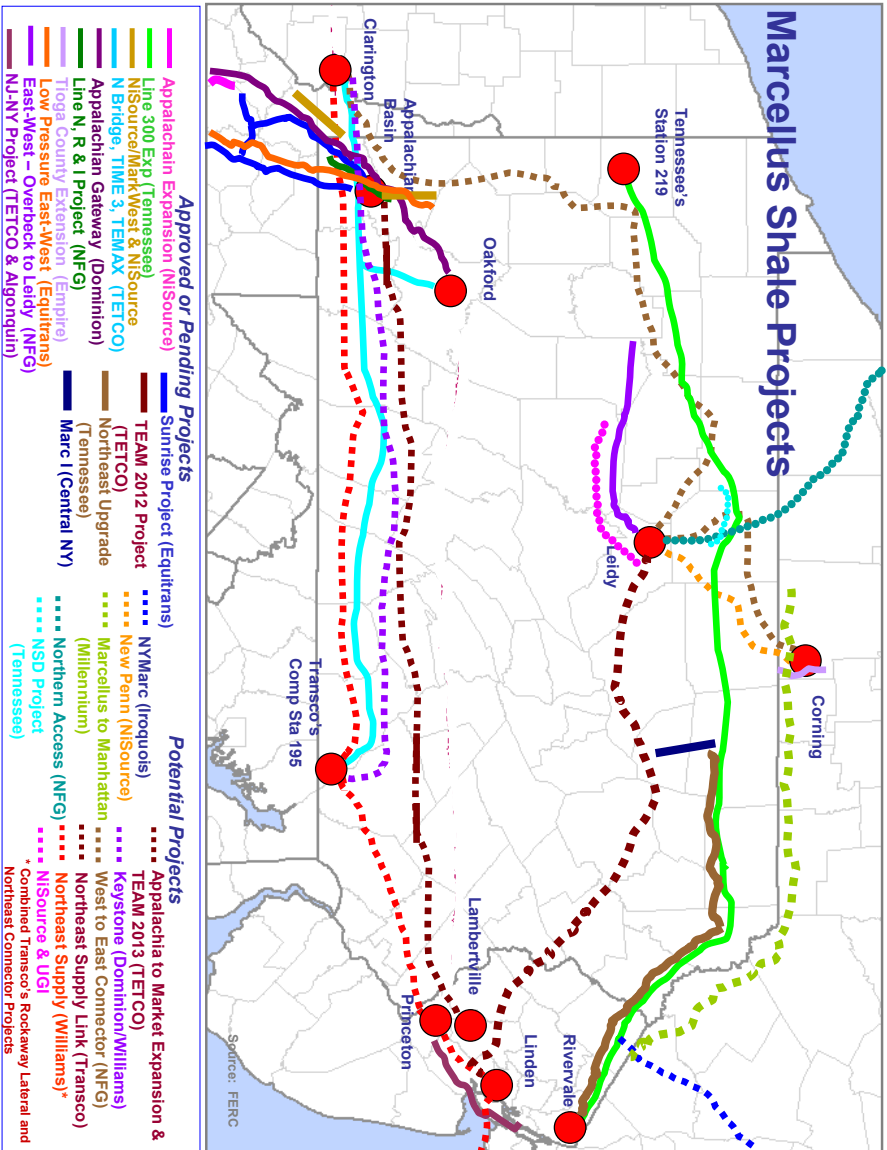 Marcellus Shale Projects
Tennessee's
Station 219
Corning
Leidy
Rivervale
Linden
Lambertville
Princeton
Oakford
Clarington
Appalachian
Basin
Transco's
Comp Sta 195
Source: FERC
Approved or Pending Projects
Appalachain Expansion (NiSource)
Line 300 Exp (Tennessee)
NiSource/MarkWest & NiSource
N Bridge, TIME 3, TEMAX (TETCO)
Appalachian Gateway (Dominion)
Line N, R & I Project (NFG)
Tioga County Extension (Empire)
Low Pressure East-West (Equitrans)
East-West – Overbeck to Leidy (NFG)
NJ-NY Project (TETCO & Algonquin)
Sunrise Project (Equitrans)
TEAM 2012 Project
(TETCO)
Northeast Upgrade
(Tennessee)
Marc I (Central NY)
Potential Projects
NYMarc (Iroquois)
New Penn (NiSource)
Marcellus to Manhattan
(Millennium)
Northern Access (NFG)
NSD Project
(Tennessee)
Appalachia to Market Expansion &
TEAM 2013 (TETCO)
Keystone (Dominion/Williams)
West to East Connector (NFG)
Northeast Supply Link (Transco)
Northeast Supply (Williams)*
NiSource & UGI
* Combined Transco's Rockaway Lateral and
Northeast Connector Projects